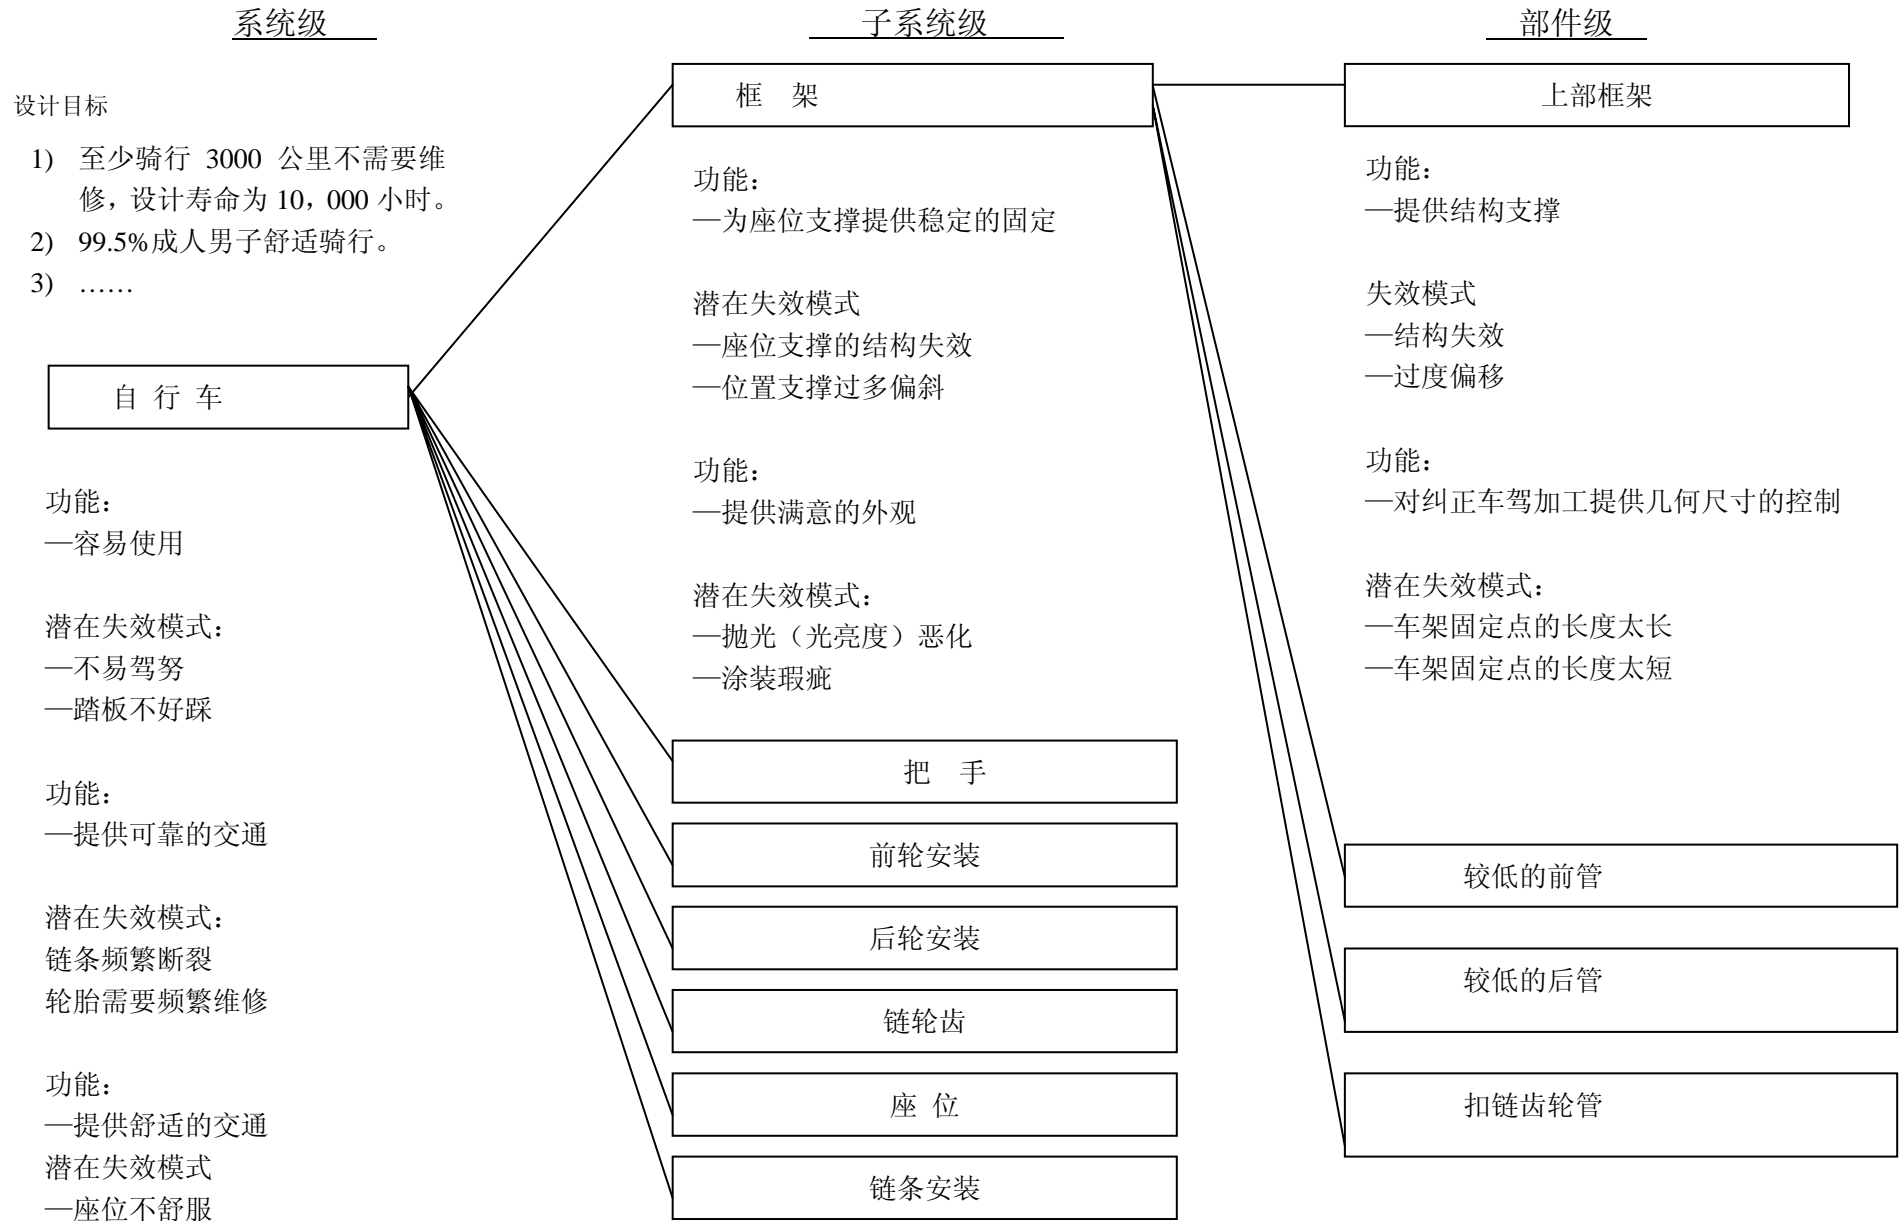 系统级
设计目标
1) 至少骑行 3000 公里不需要维
修，设计寿命为 10，000 小时。
2) 99.5%成人男子舒适骑行。
3) ……
自 行 车
功能：
—容易使用
潜在失效模式：
—不易驾努
—踏板不好踩
功能：
—提供可靠的交通
潜在失效模式：
链条频繁断裂
轮胎需要频繁维修
功能：
—提供舒适的交通
潜在失效模式
—座位不舒服
子系统级
框 架
功能：
—为座位支撑提供稳定的固定
潜在失效模式
—座位支撑的结构失效
—位置支撑过多偏斜
功能：
—提供满意的外观
潜在失效模式：
—抛光（光亮度）恶化
—涂装瑕疵
把 手
前轮安装
后轮安装
链轮齿
座 位
链条安装
部件级
上部框架
功能：
—提供结构支撑
失效模式
—结构失效
—过度偏移
功能：
—对纠正车驾加工提供几何尺寸的控制
潜在失效模式：
—车架固定点的长度太长
—车架固定点的长度太短
较低的前管
较低的后管
扣链齿轮管